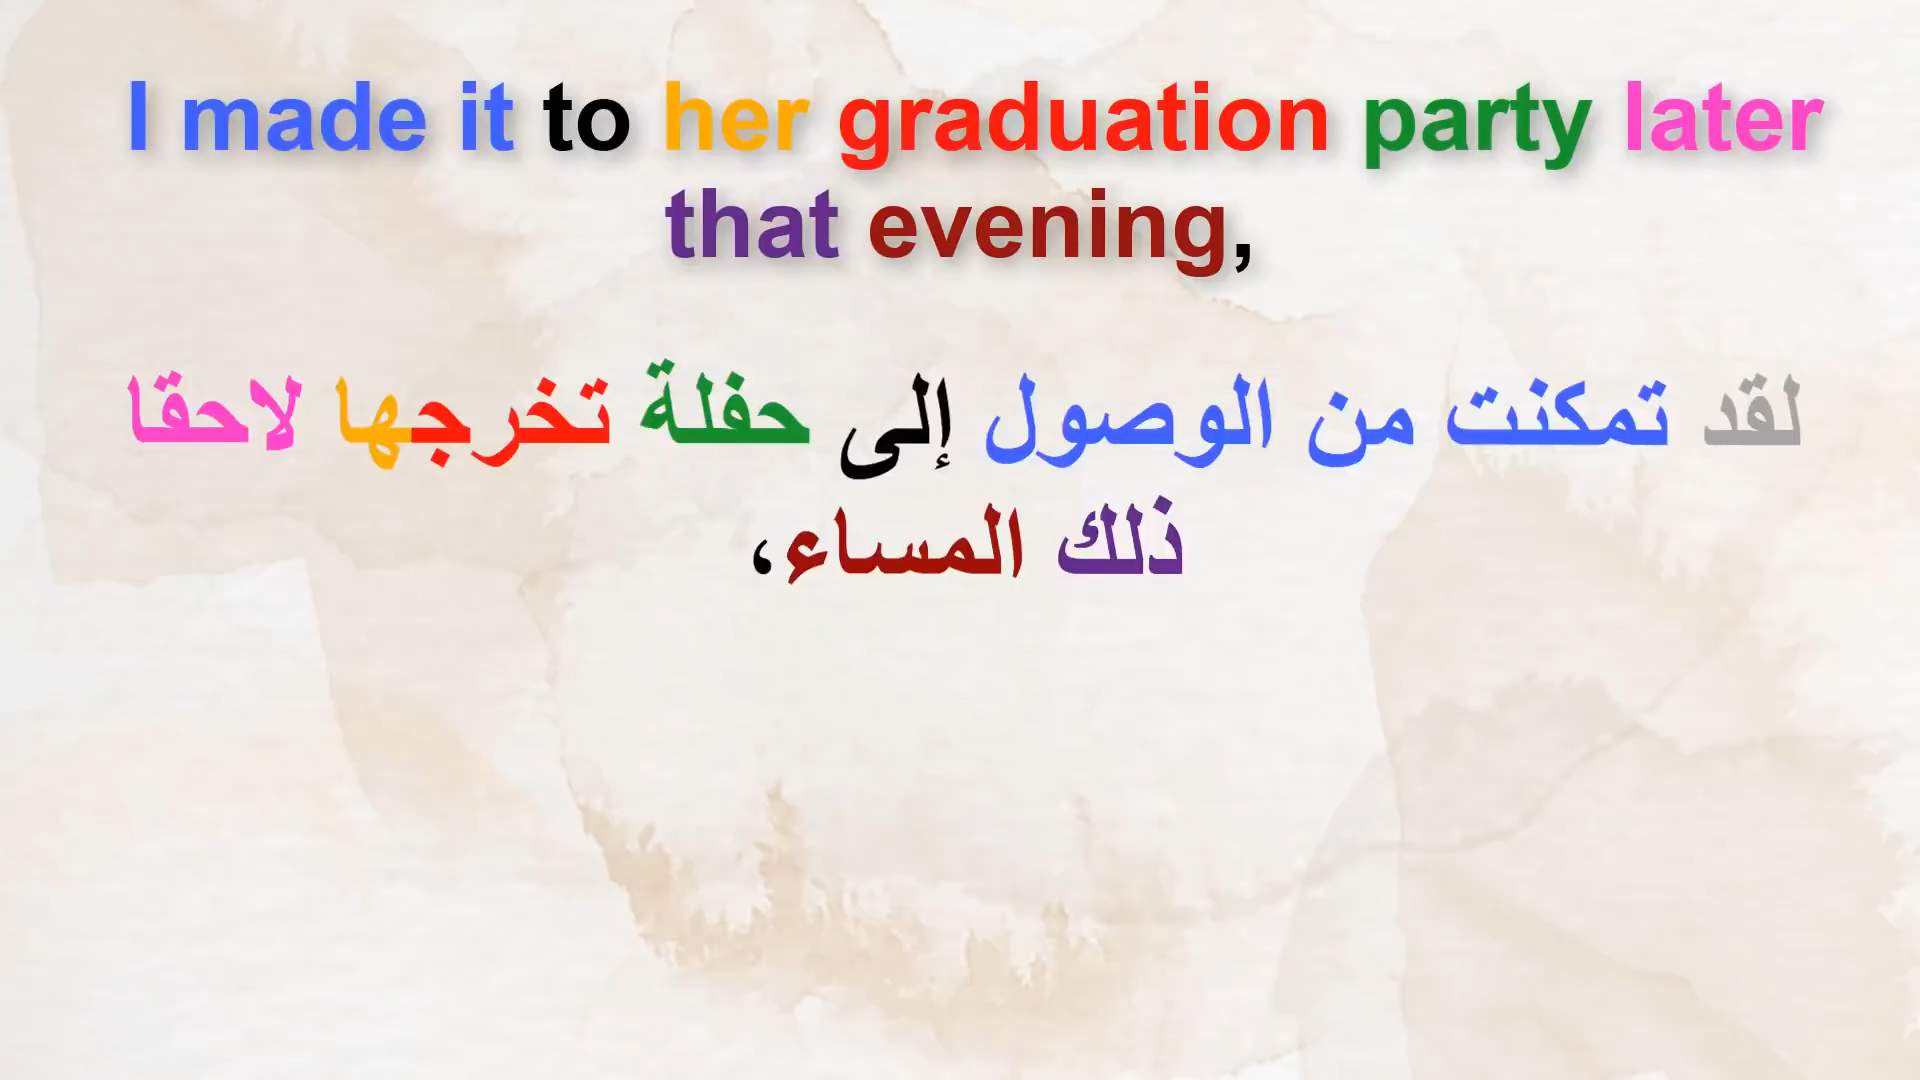 I made it to her graduation party later
that evening,
لقد تمكنت من الوصول إلى حفلة تخرجها لاحقا
ذلك المساء،